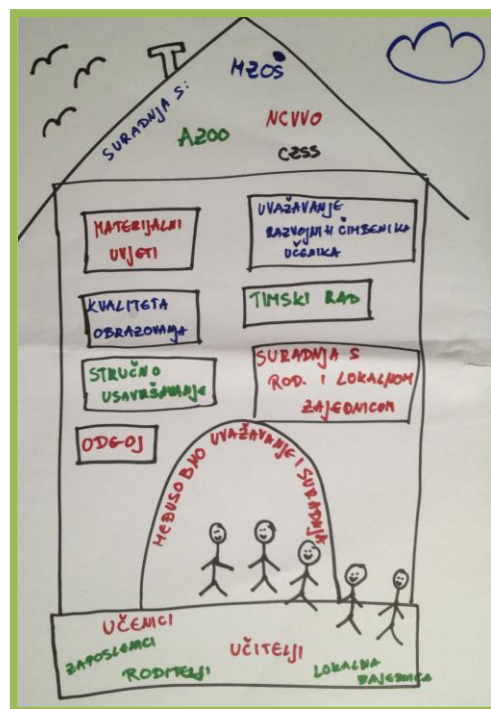 SURADNJA S:
MZOŠ
AZOO
NCVVO
CZSS
MATERIJALNI
UVJETI
UVAŽAVANJE
RAZVOJNIH ČIMBENIKA
UČENIKA
KVALITETA
OBRAZOVANJA
TIMSKI RAD
STRUČNO
USAVRŠAVANJE
SURADNJA S
ROD. I LOKALNOM
ZAJEDNICOM
ODGOJ
MEĐUSOBNO UVAŽAVANJE I SURADNJA
UČENICI
ZAPOSLENICI
RODITELJI
UČITELJI
LOKALNA
ZAJEDNICA